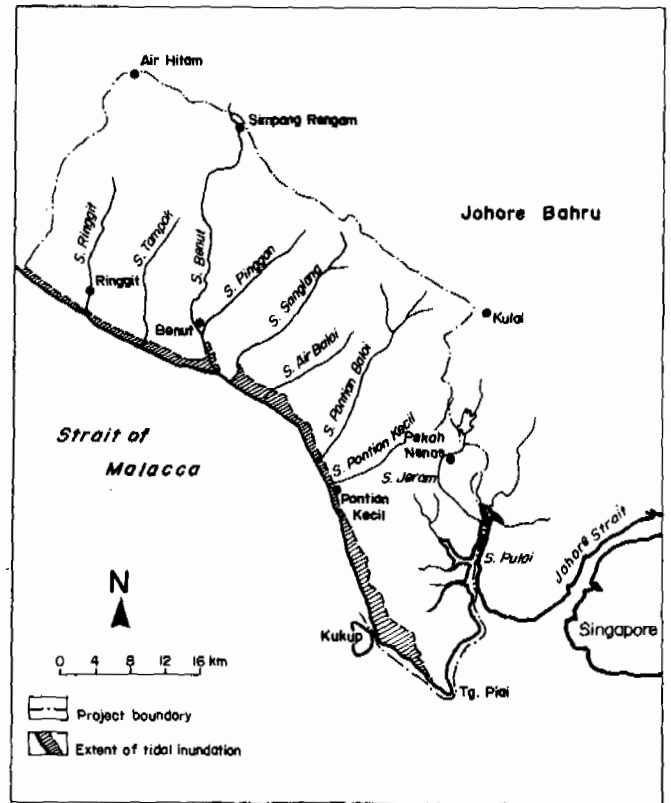 Air Hitam
Simpang Rengam
Johore Bahru
S. Ringgit
S. Tampok
S. Benut
S. Pinggan
S. Sanglang
Ringgit
Benut
Kulai
S. Air Baloi
S. Pontian Baloi
Strait of
Malacca
S. Pontian Kecil
Pekan
Nenas
S. Jeram
Pontian
Kecil
S. Pulai
Johore Strait
Singapore
N
Kukup
Tg. Piai
0 4 8 12 16 km
Project boundary
Extent of tidal inundation